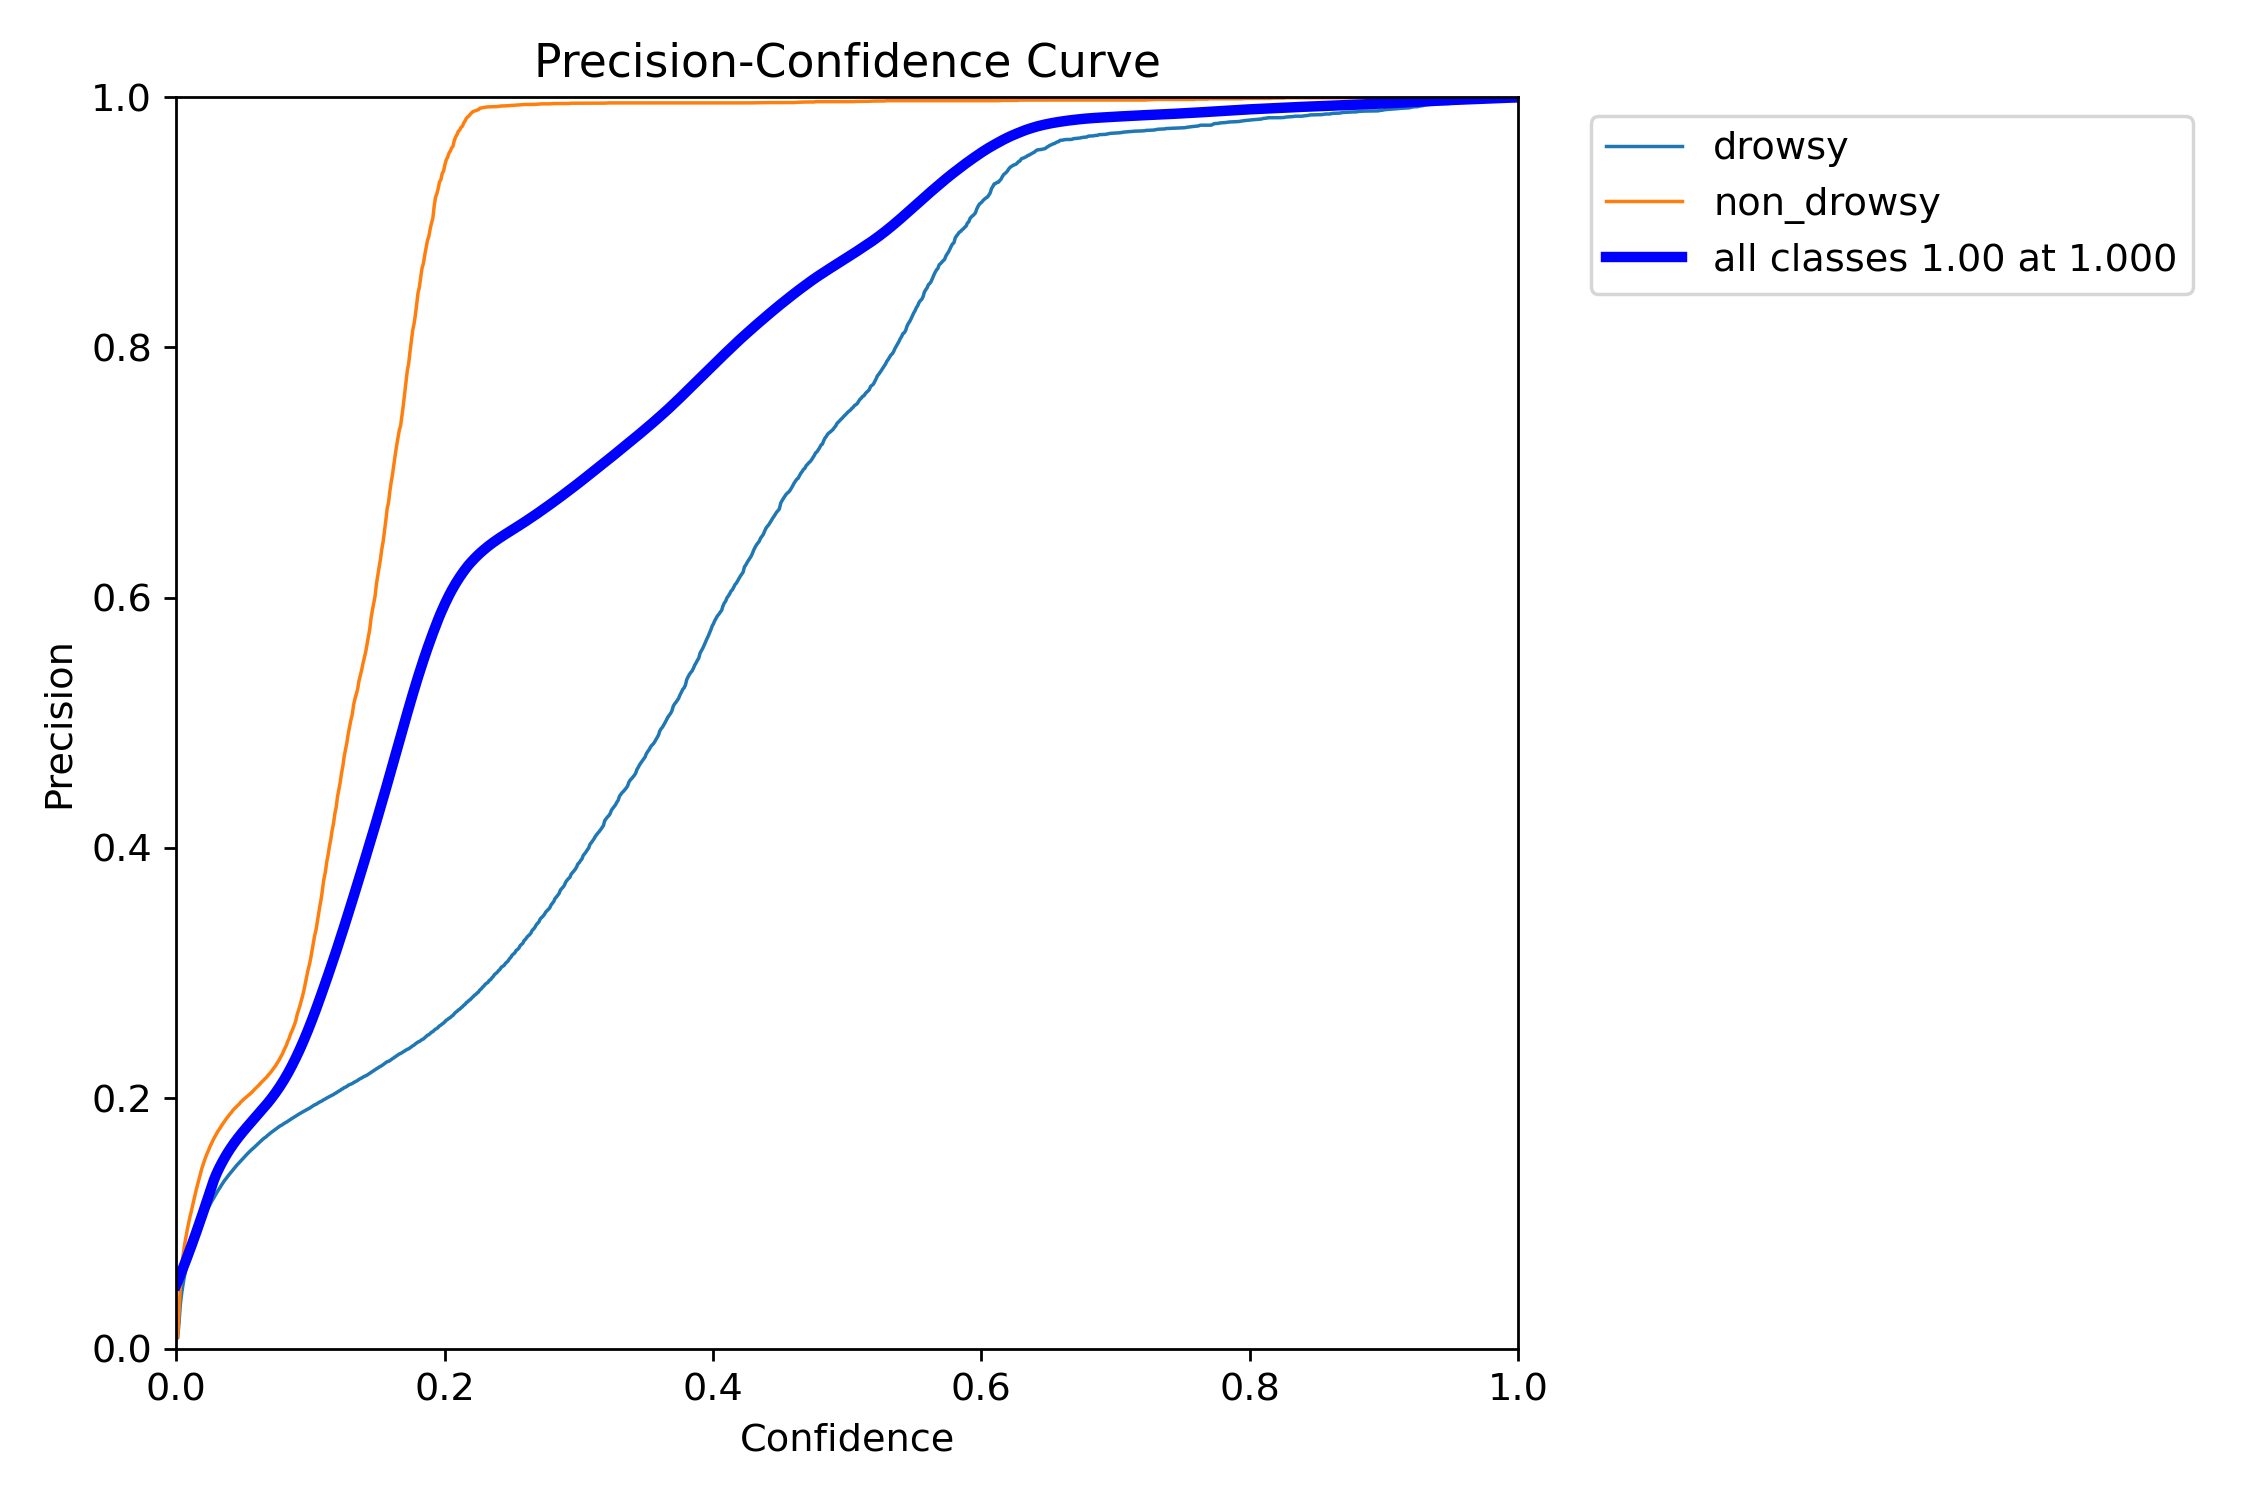 Precision-Confidence Curve
1.0
0.8
0.6
0.4
0.2
0.0
Precision
0.0 0.2 0.4 0.6 0.8 1.0
Confidence
drowsy
non_drowsy
all classes 1.00 at 1.000